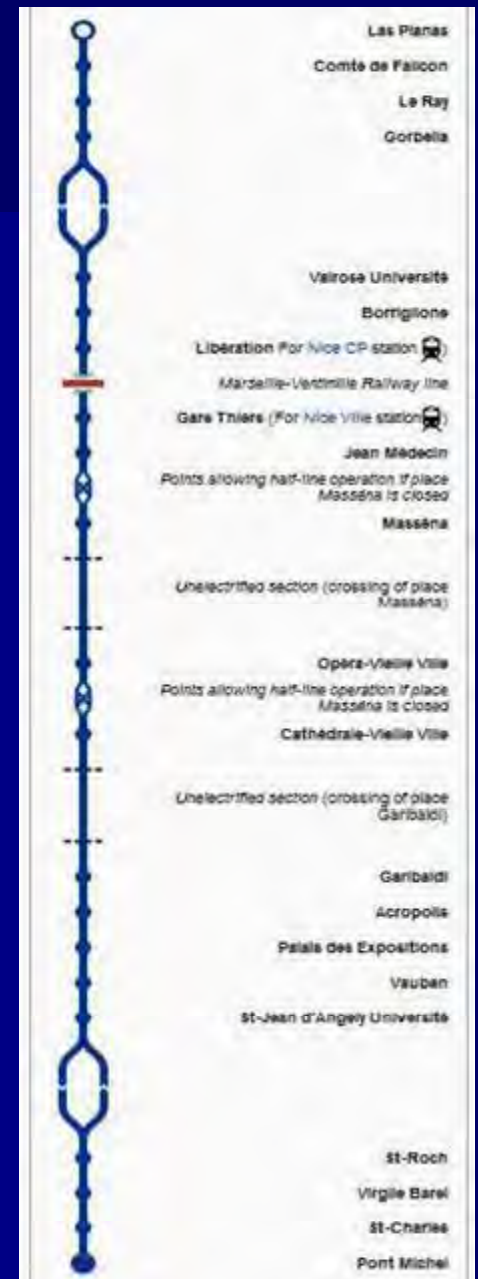 Las Planas
Comte de Falicon
Le Ray
Gorbella
Valrose Université
Borriglione
Libération For Nice CP station )
Marseille-Ventimille Railway line
Gare Thiers (For Nice Ville station )
Jean Médecin
Points allowing half-line operation if place
Masséna is closed
Masséna
Unelectrified section (crossing of place
Masséna)
Opéra-Vieille Ville
Points allowing half-line operation if place
Masséna is closed
Cathédrale-Vieille Ville
Unelectrified section (crossing of place
Garibaldi)
Garibaldi
Acropolis
Palais des Expositions
Vauban
St-Jean d'Angely Université
St-Roch
Virgile Barel
St-Charles
Pont Michel